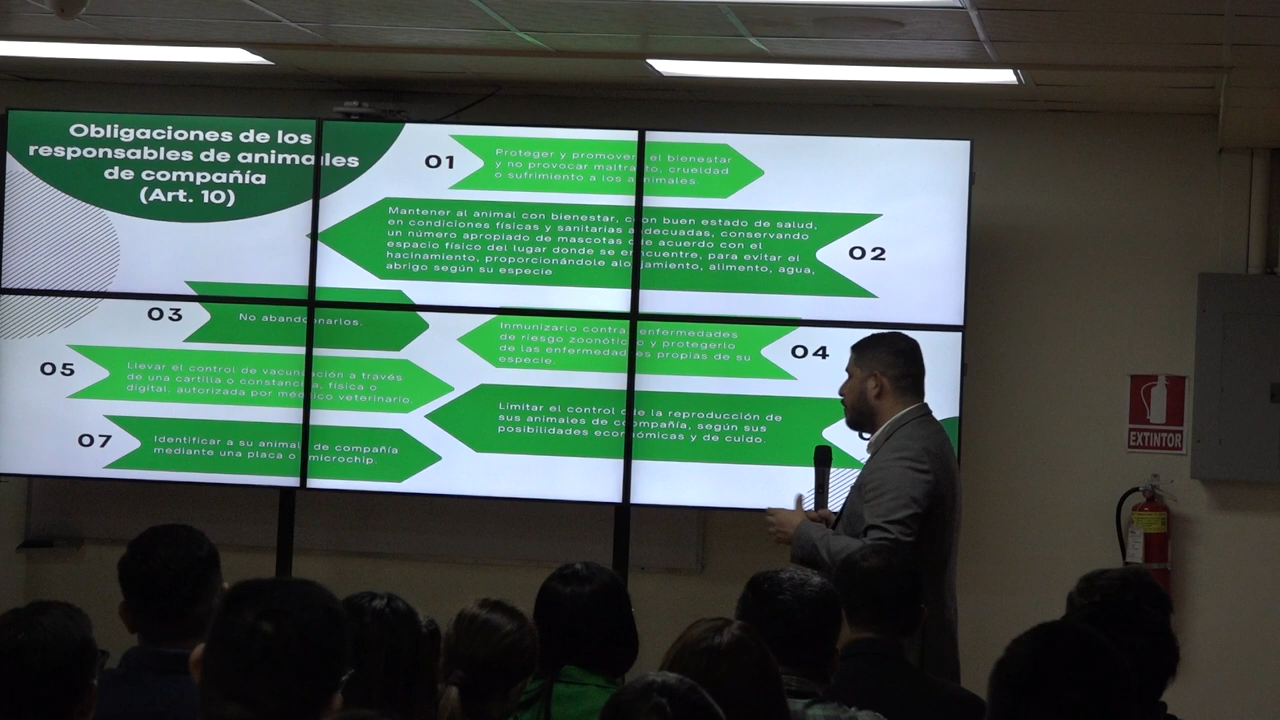 Obligaciones de los
responsables de animales
de compañía
(Art. 10)
01
Proteger y promover el bienestar
y no provocar maltrato, crueldad
o sufrimiento a los animales
02
Mantener al animal con bienestar, con buen estado de salud,
en condiciones físicas y sanitarias adecuadas, conservando
un número apropiado de mascotas de acuerdo con el
espacio físico del lugar donde se encuentre, para evitar el
hacinamiento, proporcionándole alojamiento, alimento, agua,
abrigo según su especie
03
No abandonarlos.
04
Inmunizarlo contra enfermedades
de riesgo zoonótico y protegerlo
de las enfermedades propias de su
especie.
05
Llevar el control de vacunación a través
de una cartilla o constancia, física o
digital, autorizada por médico veterinario.
Limitar el control de la reproducción de
sus animales de compañía, según sus
posibilidades económicas y de cuido.
07
Identificar a su animal de compañía
mediante una placa o microchip.
EXTINTOR